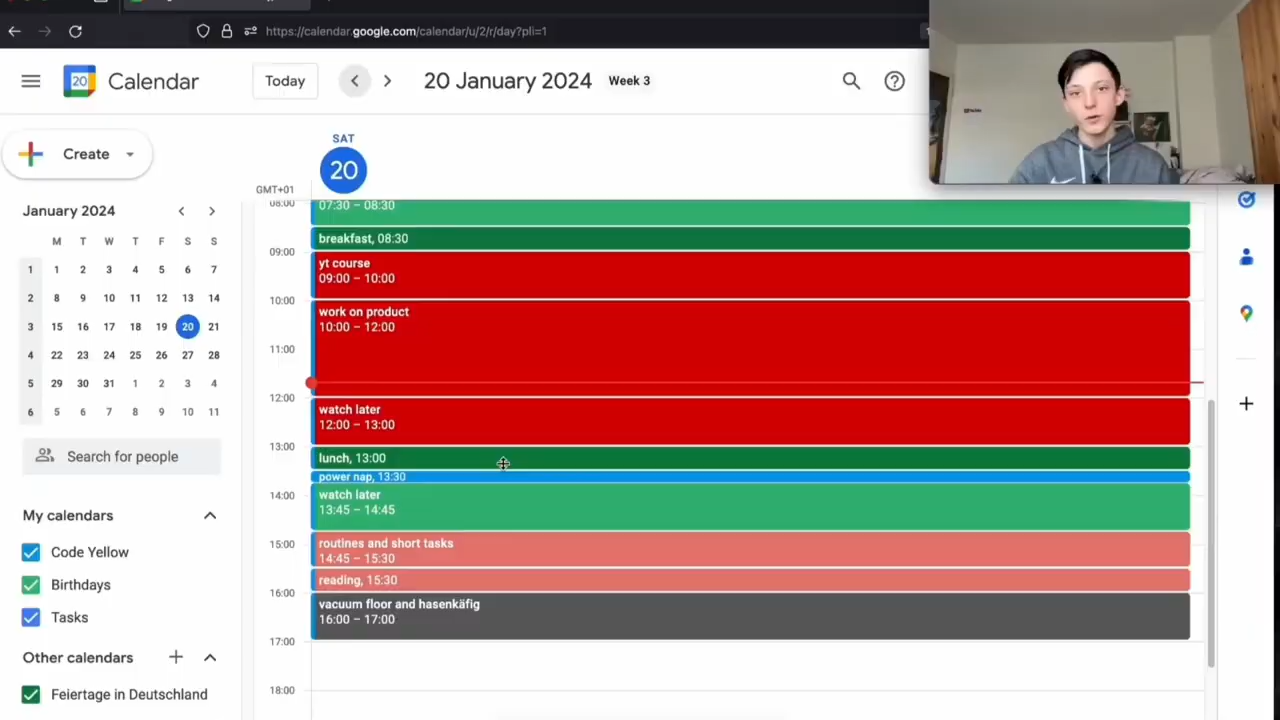 https://calendar.google.com/calendar/u/2/r/day?pli=1
20
Calendar
Today
20 January 2024
Week 3
Create
SAT
20
GMT+01
January 2024
M T W T F S S
1 1 2 3 4 5 6 7
2 8 9 10 11 12 13 14
3 15 16 17 18 19 20 21
4 22 23 24 25 26 27 28
5 29 30 31 1 2 3 4
6 5 6 7 8 9 10 11
Search for people
My calendars
Code Yellow
Birthdays
Tasks
Other calendars
Feiertage in Deutschland
08:00
07:30 – 08:30
breakfast, 08:30
09:00
yt course
09:00 – 10:00
10:00
work on product
10:00 – 12:00
11:00
12:00
watch later
12:00 – 13:00
13:00
lunch, 13:00
power nap, 13:30
14:00
watch later
13:45 – 14:45
15:00
routines and short tasks
14:45 – 15:30
reading, 15:30
16:00
vacuum floor and hasenkäfig
16:00 – 17:00
17:00
18:00